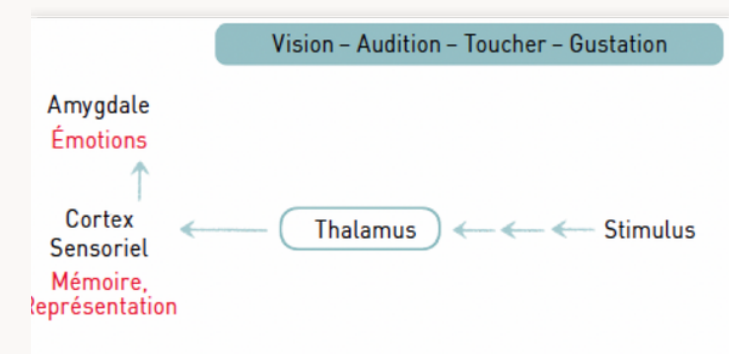 Vision – Audition – Toucher – Gustation
Amygdale
Émotions
Cortex
Sensoriel
Thalamus
Stimulus
Mémoire,
Représentation